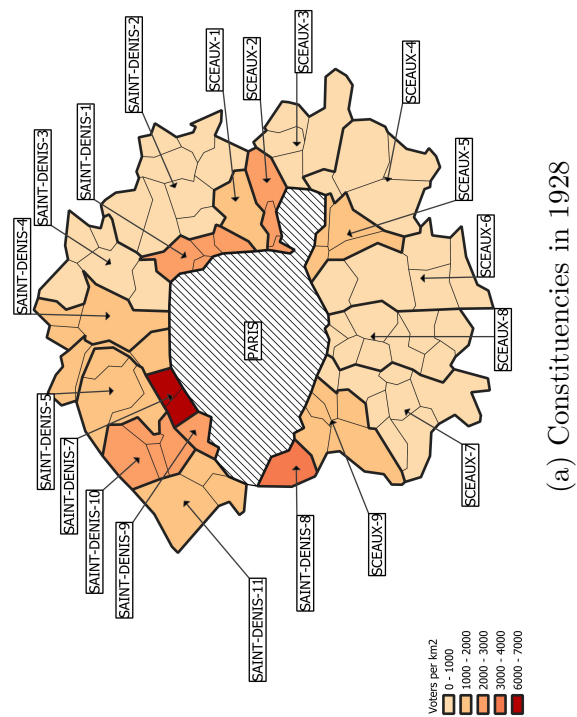 SAINT-DENIS-2
SCEAUX-1
SCEAUX-2
SCEAUX-3
SCEAUX-4
SAINT-DENIS-1
SAINT-DENIS-3
SAINT-DENIS-4
SCEAUX-5
SCEAUX-6
PARIS
SCEAUX-8
SAINT-DENIS-5
SAINT-DENIS-7
SAINT-DENIS-10
SAINT-DENIS-9
SCEAUX-7
SAINT-DENIS-8
SCEAUX-9
SAINT-DENIS-11
Voters per km2
0 - 1000
1000 - 2000
2000 - 3000
3000 - 4000
6000 - 7000
(a) Constituencies in 1928